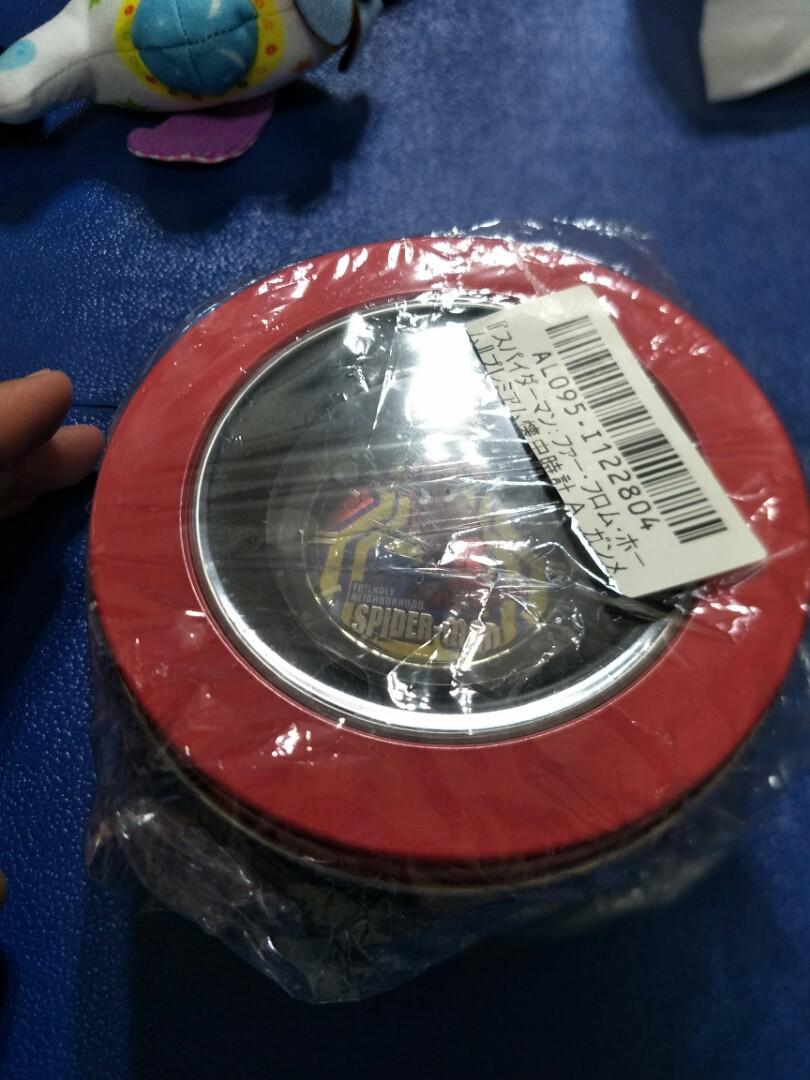 AL095-I122804
『スパイダーマン:ファー・フロム・ホー
ム』プレミアム懐中時計 A ガンメ
FRIENDLY
NEIGHBORHOOD
SPIDER-MAN